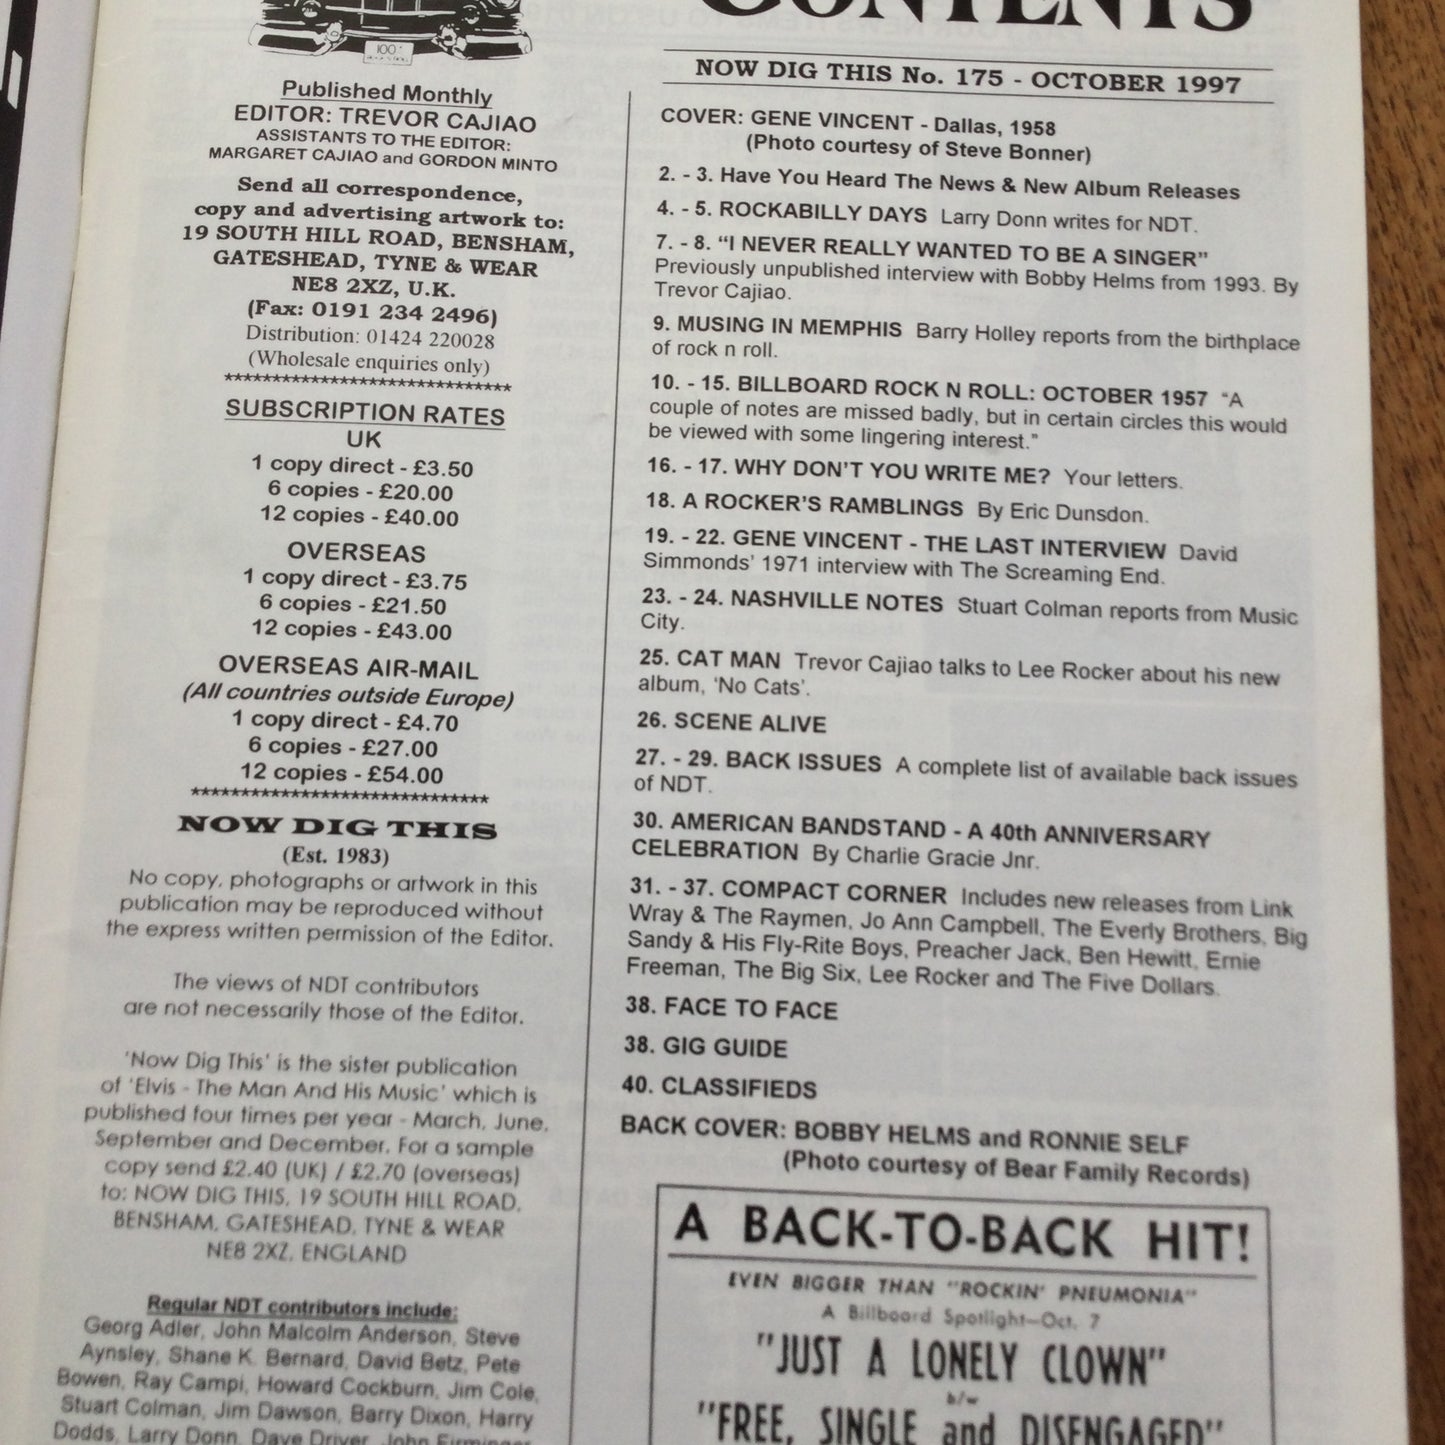 100
Published Monthly
EDITOR: TREVOR CAJIAO
ASSISTANTS TO THE EDITOR:
MARGARET CAJIAO and GORDON MINTO
Send all correspondence,
copy and advertising artwork to:
19 SOUTH HILL ROAD, BENSHAM,
GATESHEAD, TYNE & WEAR
NE8 2XZ, U.K.
(Fax: 0191 234 2496)
Distribution: 01424 220028
(Wholesale enquiries only)
******************************
SUBSCRIPTION RATES
UK
1 copy direct - £3.50
6 copies - £20.00
12 copies - £40.00
OVERSEAS
1 copy direct - £3.75
6 copies - £21.50
12 copies - £43.00
OVERSEAS AIR-MAIL
(All countries outside Europe)
1 copy direct - £4.70
6 copies - £27.00
12 copies - £54.00
*******************************
NOW DIG THIS
(Est. 1983)
No copy, photographs or artwork in this
publication may be reproduced without
the express written permission of the Editor.
The views of NDT contributors
are not necessarily those of the Editor.
'Now Dig This' is the sister publication
of 'Elvis - The Man And His Music' which is
published four times per year - March, June,
September and December. For a sample
copy send £2.40 (UK) / £2.70 (overseas)
to: NOW DIG THIS, 19 SOUTH HILL ROAD,
BENSHAM, GATESHEAD, TYNE & WEAR
NE8 2XZ, ENGLAND
Regular NDT contributors include:
Georg Adler, John Malcolm Anderson, Steve
Aynsley, Shane K. Bernard, David Betz, Pete
Bowen, Ray Campi, Howard Cockburn, Jim Cole,
Stuart Colman, Jim Dawson, Barry Dixon, Harry
Dodds, Larry Donn, Dave Driver, John Firminger
CONTENTS
NOW DIG THIS No. 175 - OCTOBER 1997
COVER: GENE VINCENT - Dallas, 1958
(Photo courtesy of Steve Bonner)
2. - 3. Have You Heard The News & New Album Releases
4. - 5. ROCKABILLY DAYS Larry Donn writes for NDT.
7. - 8. "I NEVER REALLY WANTED TO BE A SINGER"
Previously unpublished interview with Bobby Helms from 1993. By
Trevor Cajiao.
9. MUSING IN MEMPHIS Barry Holley reports from the birthplace
of rock n roll.
10. - 15. BILLBOARD ROCK N ROLL: OCTOBER 1957 "A
couple of notes are missed badly, but in certain circles this would
be viewed with some lingering interest."
16. - 17. WHY DON'T YOU WRITE ME? Your letters.
18. A ROCKER'S RAMBLINGS By Eric Dunsdon.
19. - 22. GENE VINCENT - THE LAST INTERVIEW David
Simmonds' 1971 interview with The Screaming End.
23. - 24. NASHVILLE NOTES Stuart Colman reports from Music
City.
25. CAT MAN Trevor Cajiao talks to Lee Rocker about his new
album, 'No Cats'.
26. SCENE ALIVE
27. - 29. BACK ISSUES A complete list of available back issues
of NDT.
30. AMERICAN BANDSTAND - A 40th ANNIVERSARY
CELEBRATION By Charlie Gracie Jnr.
31. - 37. COMPACT CORNER Includes new releases from Link
Wray & The Raymen, Jo Ann Campbell, The Everly Brothers, Big
Sandy & His Fly-Rite Boys, Preacher Jack, Ben Hewitt, Ernie
Freeman, The Big Six, Lee Rocker and The Five Dollars.
38. FACE TO FACE
38. GIG GUIDE
40. CLASSIFIEDS
BACK COVER: BOBBY HELMS and RONNIE SELF
(Photo courtesy of Bear Family Records)
A BACK-TO-BACK HIT!
EVEN BIGGER THAN "ROCKIN' PNEUMONIA"
A Billboard Spotlight—Oct. 7
"JUST A LONELY CLOWN"
b/w
"FREE, SINGLE and DISENGAGED"